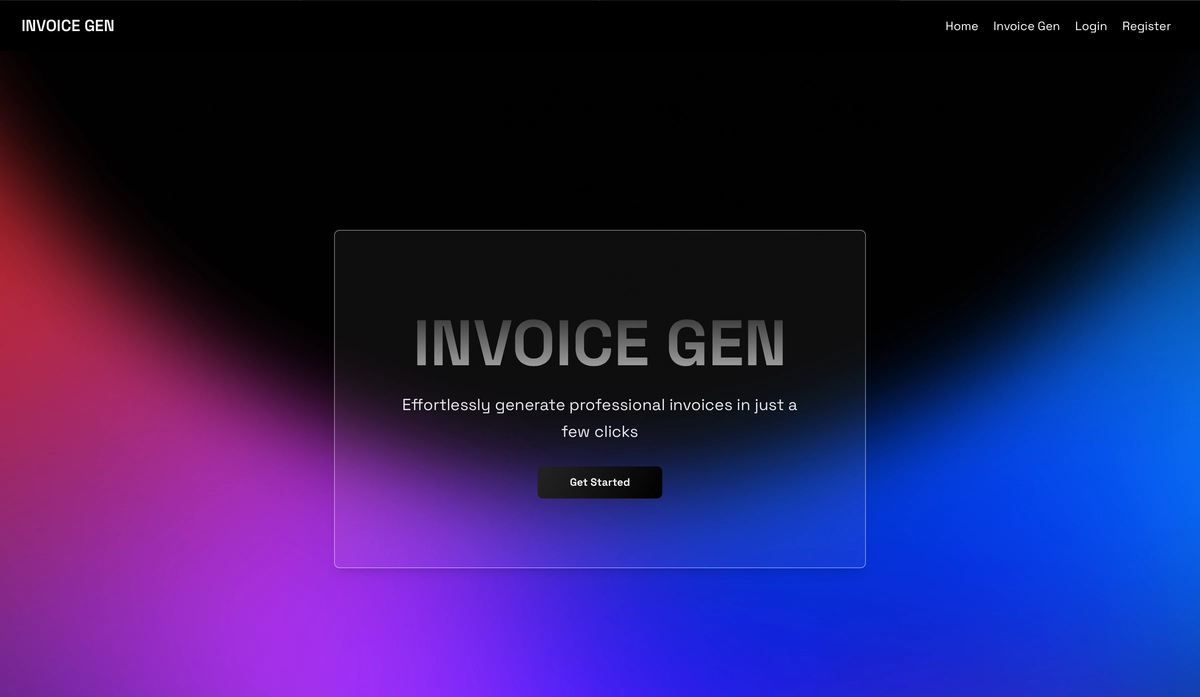 INVOICE GEN
Home Invoice Gen Login Register
INVOICE GEN
Effortlessly generate professional invoices in just a
few clicks
Get Started